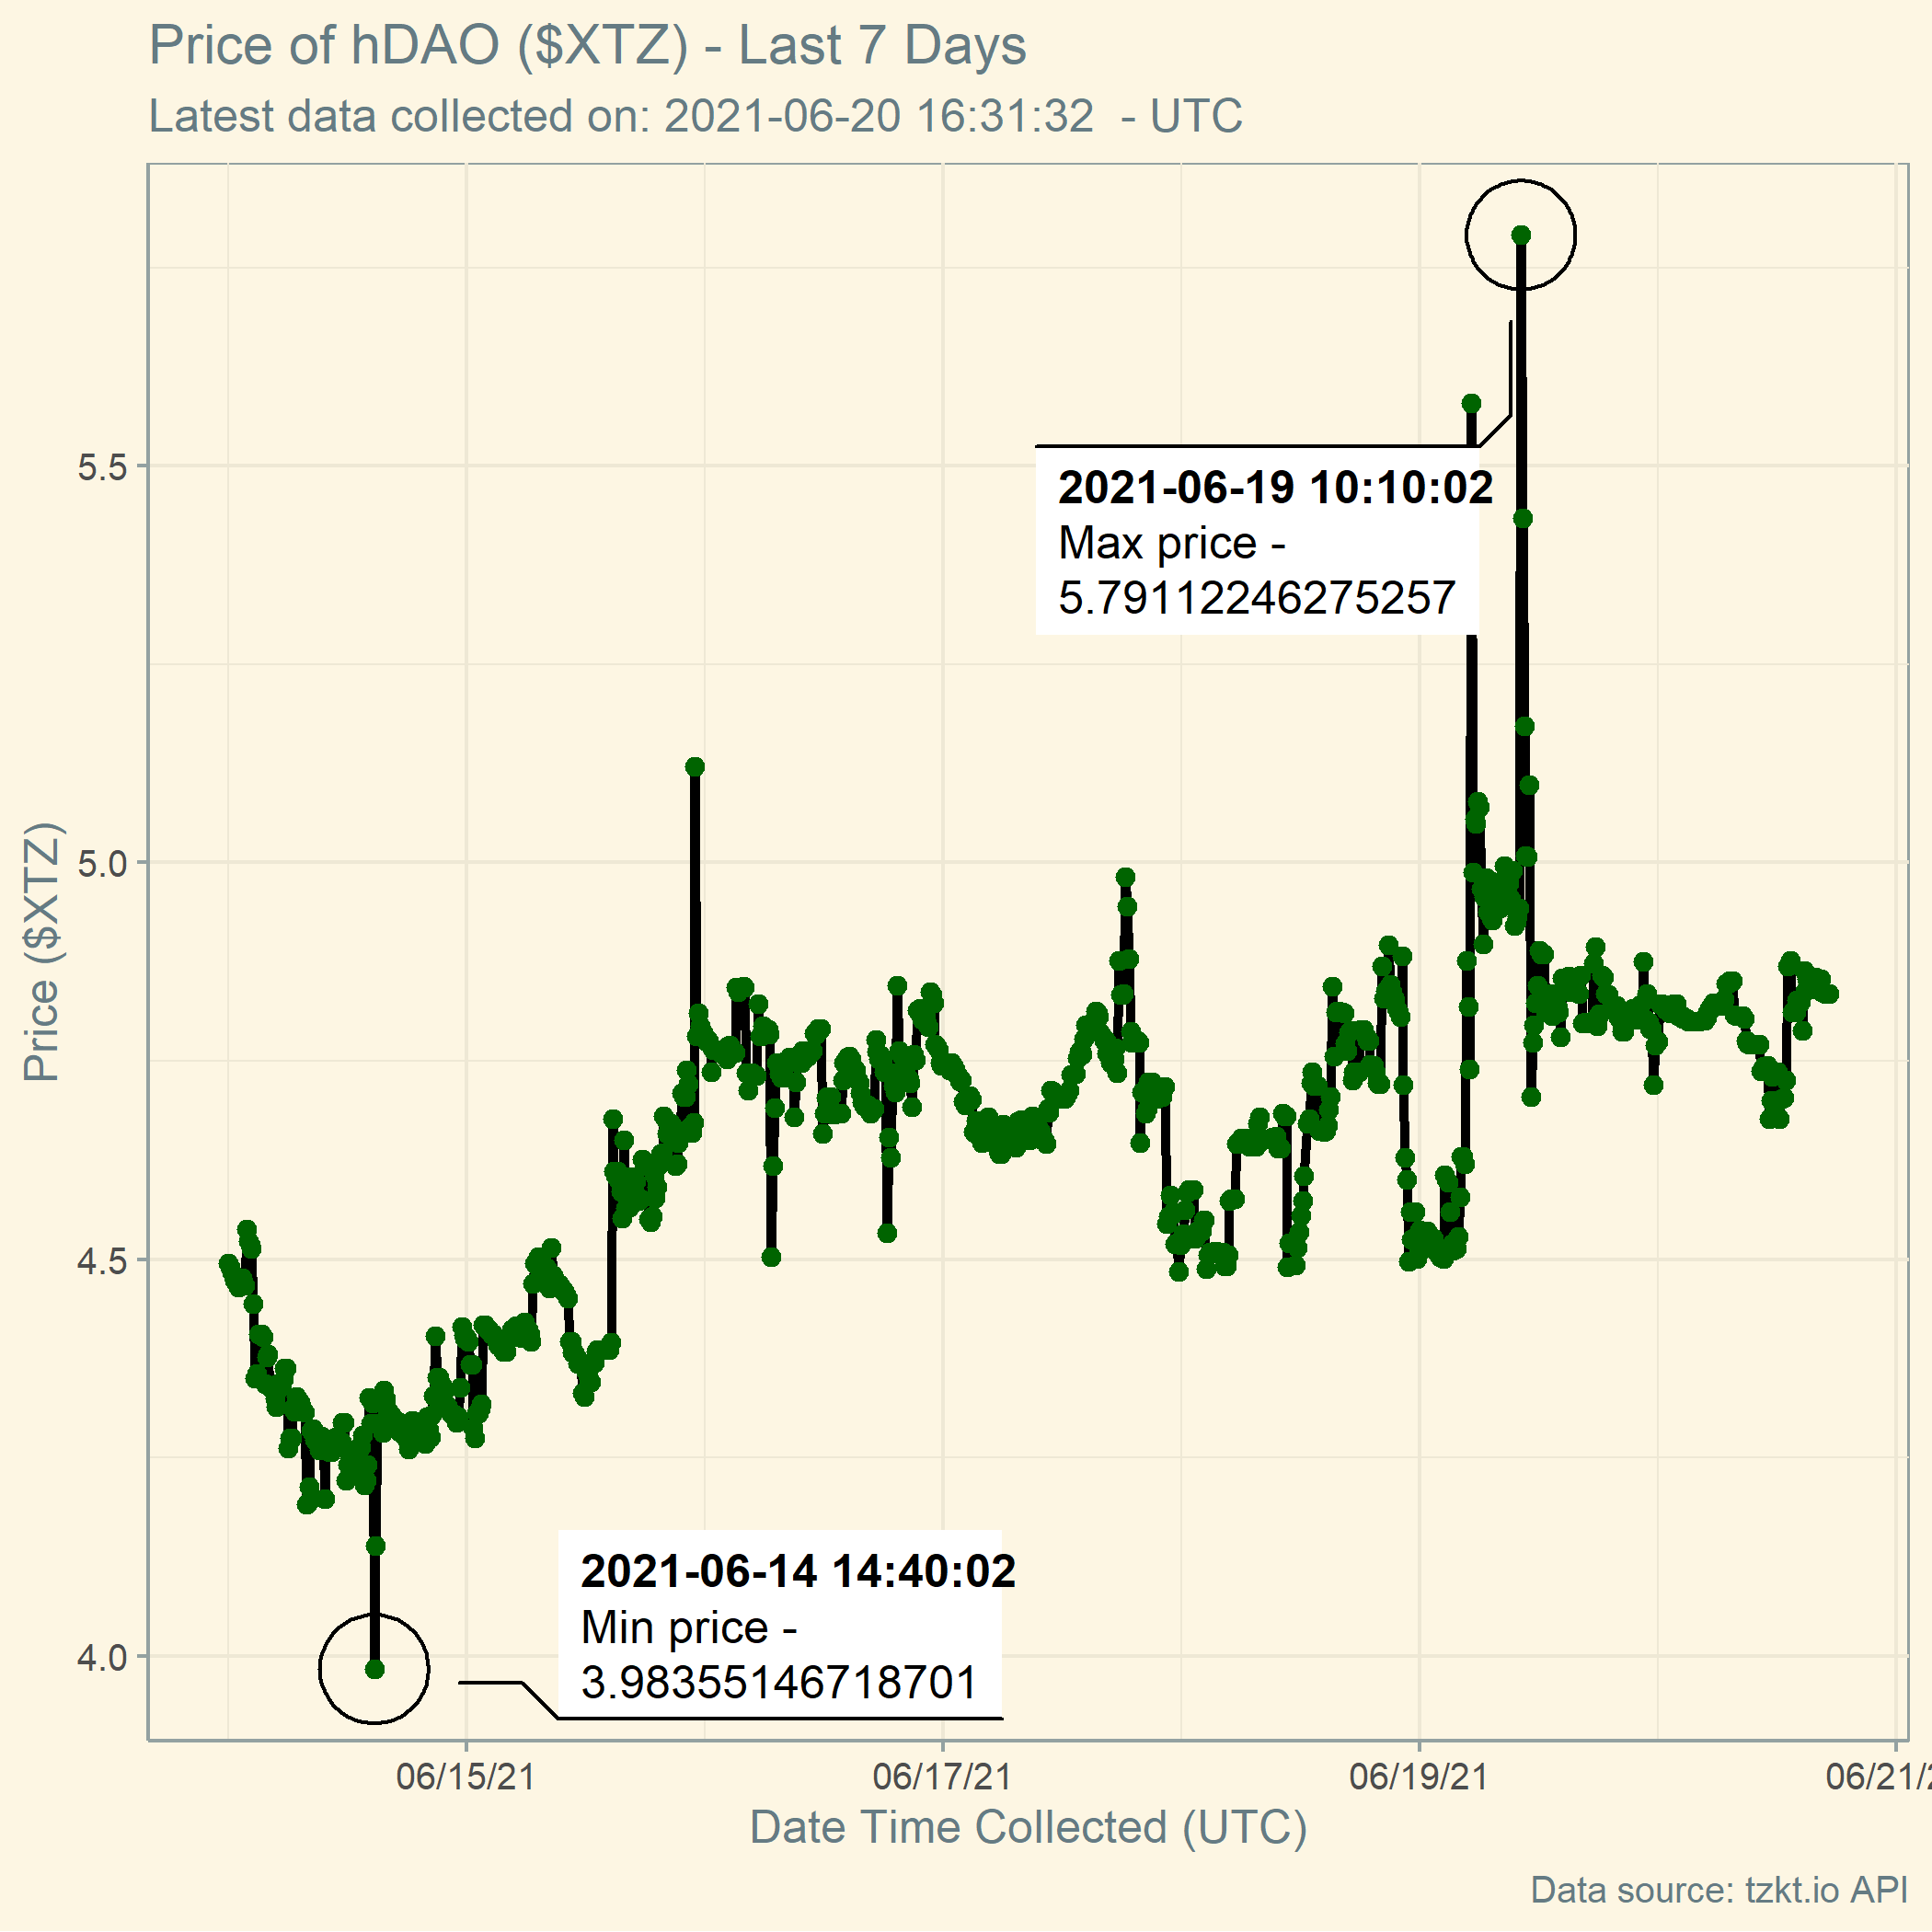 Price of hDAO ($XTZ) - Last 7 Days
Latest data collected on: 2021-06-20 16:31:32  - UTC
5.5
5.0
4.5
4.0
Price ($XTZ)
2021-06-19 10:10:02
Max price -
5.79112246275257
2021-06-14 14:40:02
Min price -
3.98355146718701
06/15/21
06/17/21
06/19/21
06/21/2
Date Time Collected (UTC)
Data source: tzkt.io API